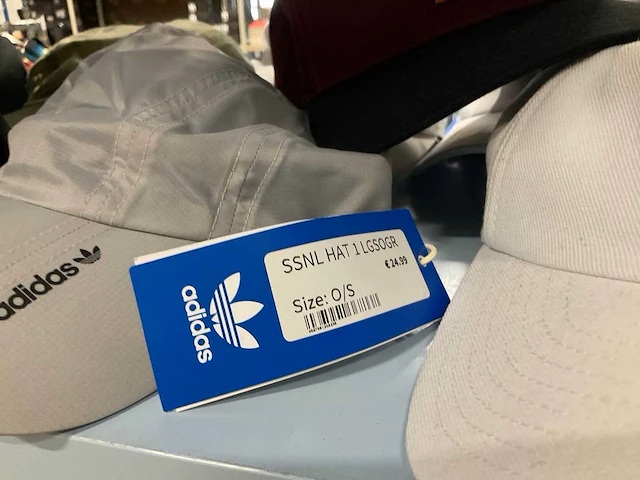 adidas
SSNL HAT 1 LGSOGR
€24.99
Size: O/S
adidas